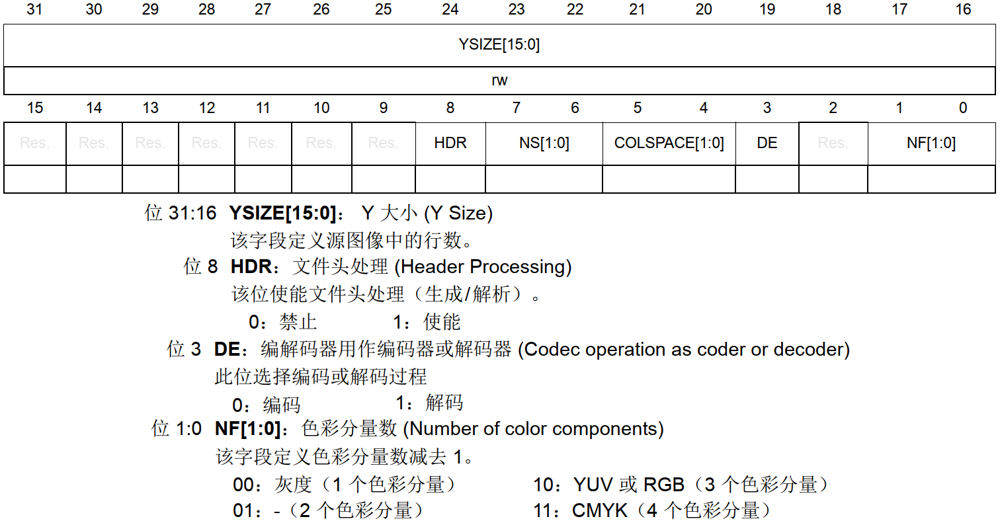 31 30 29 28 27 26 25 24 23 22 21 20 19 18 17 16
YSIZE[15:0]
rw
15 14 13 12 11 10 9 8 7 6 5 4 3 2 1 0
Res. Res. Res. Res. Res. Res. Res. HDR NS[1:0] COLSPACE[1:0] DE Res. NF[1:0]
位 31:16 YSIZE[15:0]： Y 大小 (Y Size)
该字段定义源图像中的行数。
位 8 HDR：文件头处理 (Header Processing)
该位使能文件头处理（生成/解析）。
0：禁止 1：使能
位 3 DE：编解码器用作编码器或解码器 (Codec operation as coder or decoder)
此位选择编码或解码过程
0：编码 1：解码
位 1:0 NF[1:0]：色彩分量数 (Number of color components)
该字段定义色彩分量数减去 1。
00：灰度（1 个色彩分量） 10：YUV 或 RGB（3 个色彩分量）
01：-（2 个色彩分量） 11：CMYK（4 个色彩分量）